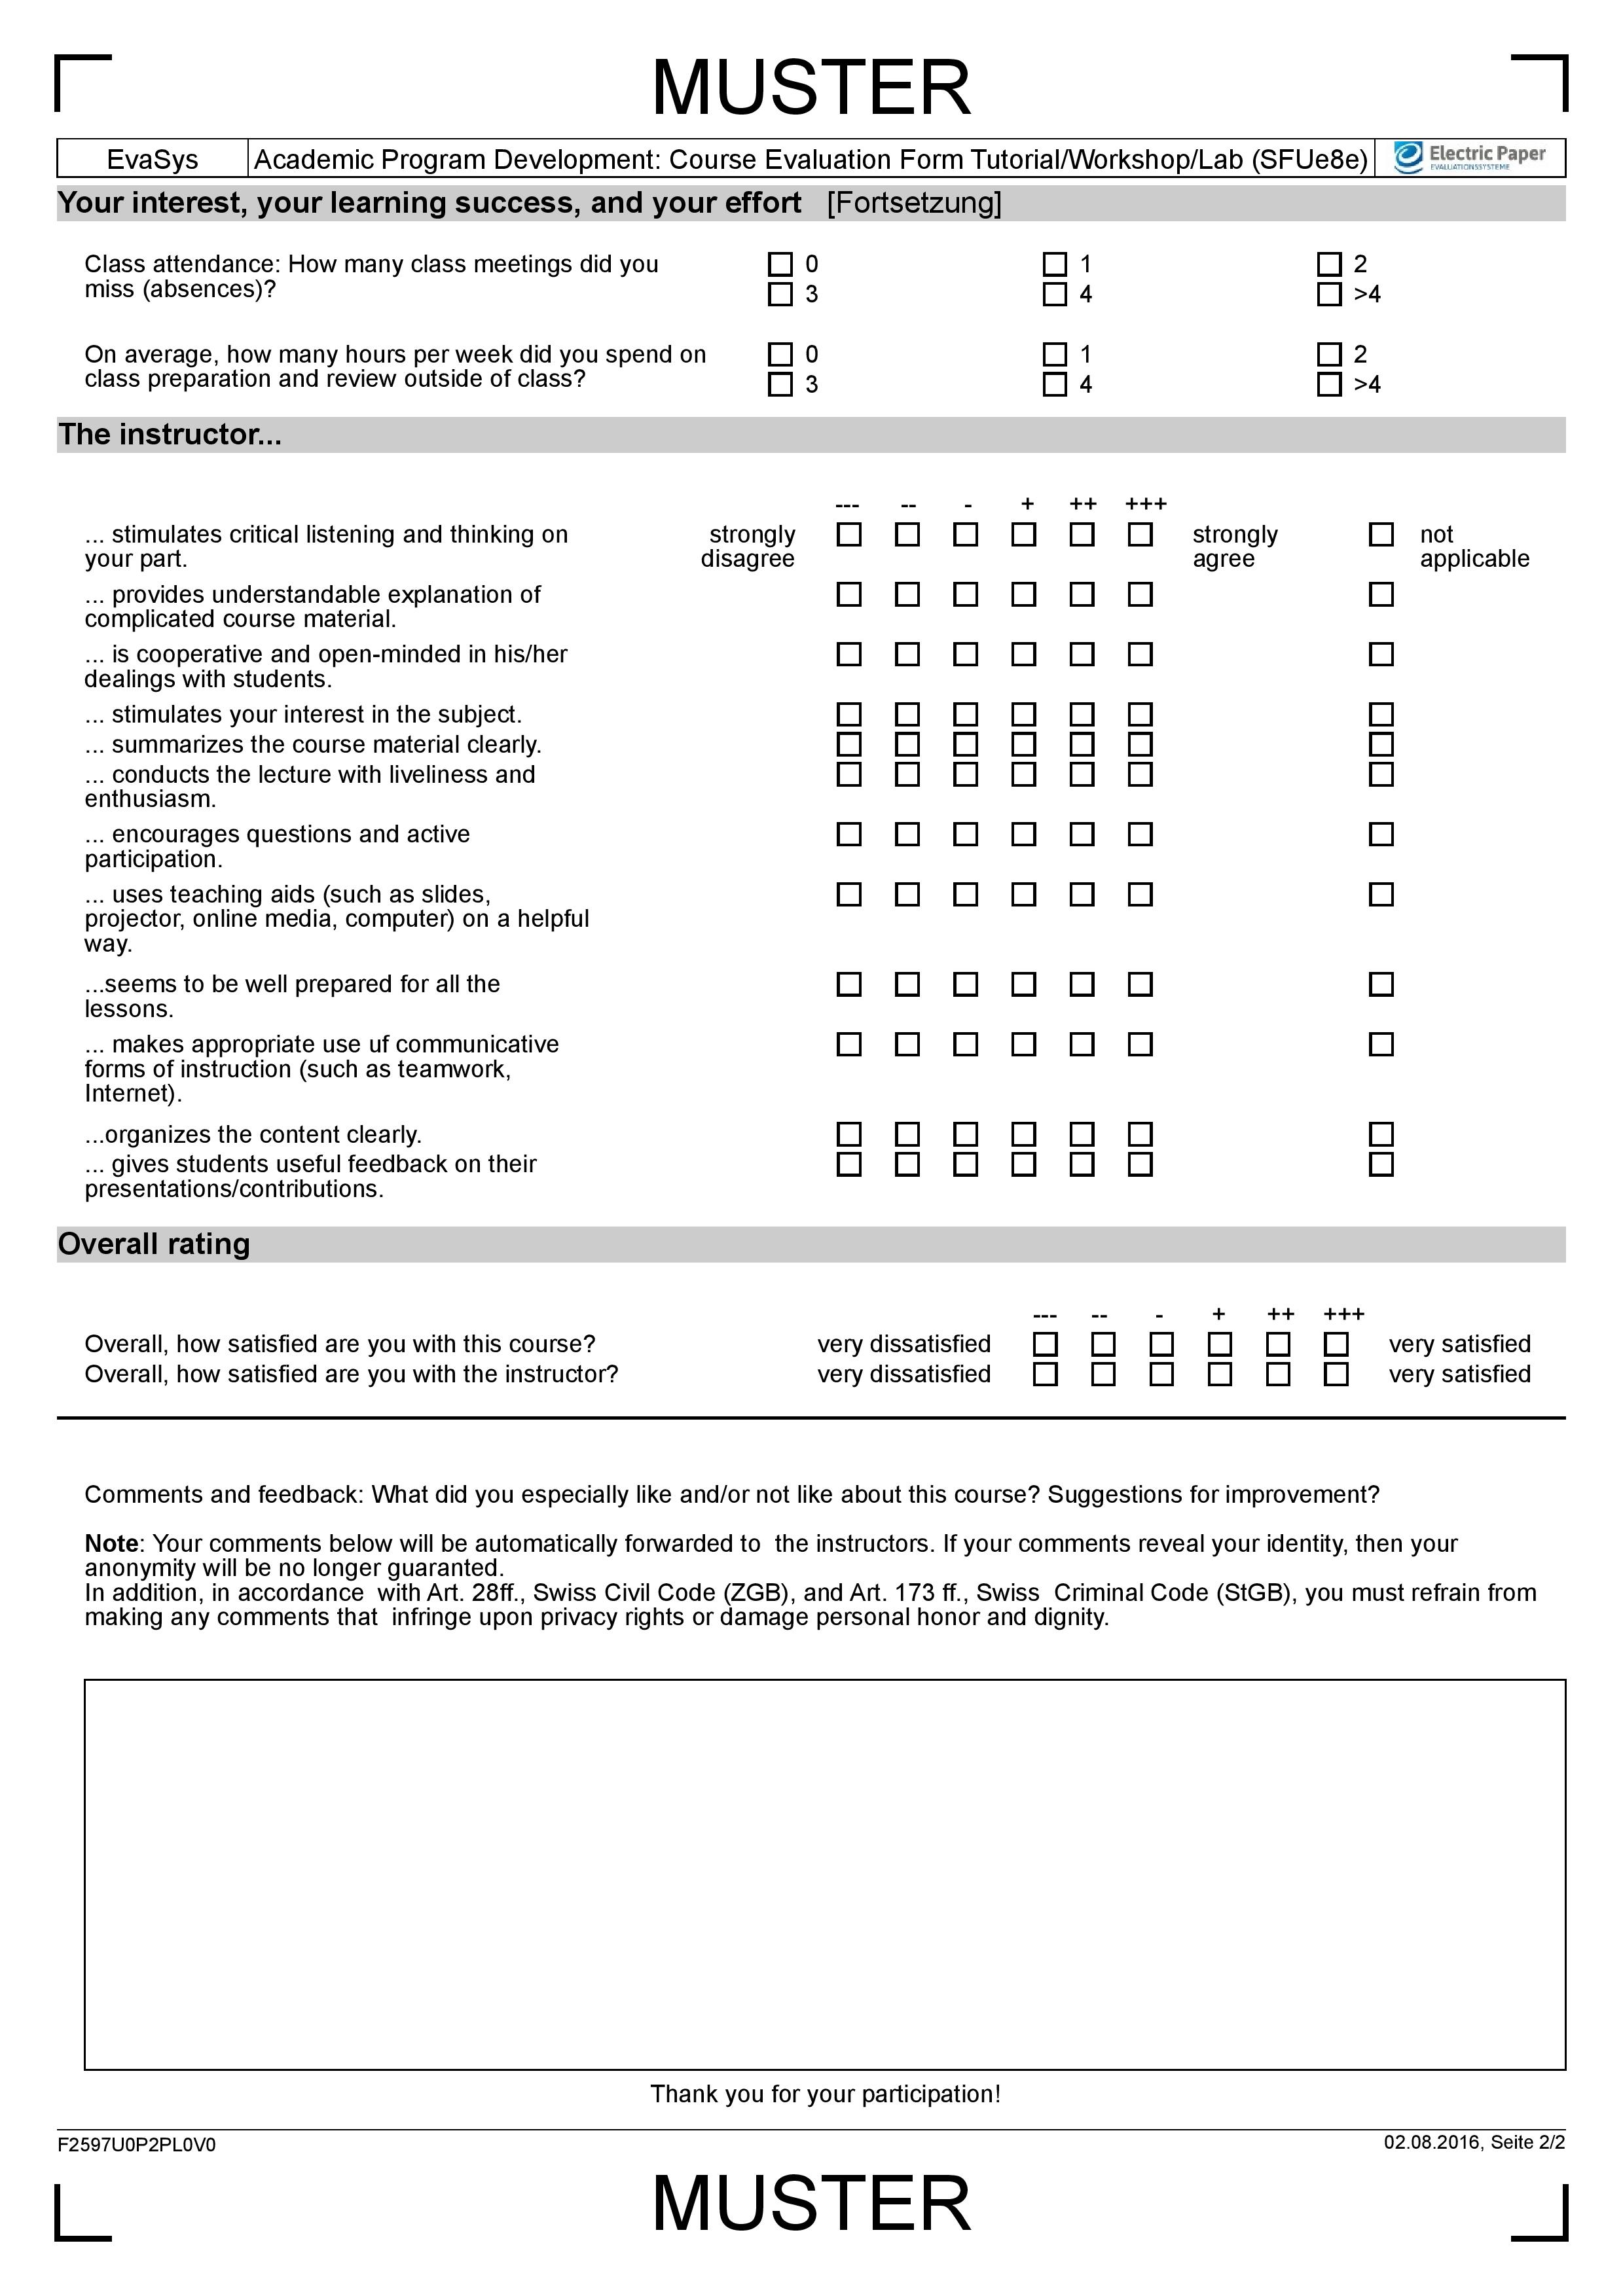 MUSTER
EvaSys Academic Program Development: Course Evaluation Form Tutorial/Workshop/Lab (SFUe8e) Electric Paper
EVALUATIONSSYSTEME
Your interest, your learning success, and your effort [Fortsetzung]
Class attendance: How many class meetings did you 0 1 2
miss (absences)? 3 4 >4
On average, how many hours per week did you spend on 0 1 2
class preparation and review outside of class? 3 4 >4
The instructor...
--- -- - + ++ +++
... stimulates critical listening and thinking on strongly strongly not
your part. disagree agree applicable
... provides understandable explanation of
complicated course material.
... is cooperative and open-minded in his/her
dealings with students.
... stimulates your interest in the subject.
... summarizes the course material clearly.
... conducts the lecture with liveliness and
enthusiasm.
... encourages questions and active
participation.
... uses teaching aids (such as slides,
projector, online media, computer) on a helpful
way.
...seems to be well prepared for all the
lessons.
... makes appropriate use uf communicative
forms of instruction (such as teamwork,
Internet).
...organizes the content clearly.
... gives students useful feedback on their
presentations/contributions.
Overall rating
--- -- - + ++ +++
Overall, how satisfied are you with this course? very dissatisfied very satisfied
Overall, how satisfied are you with the instructor? very dissatisfied very satisfied
Comments and feedback: What did you especially like and/or not like about this course? Suggestions for improvement?
Note: Your comments below will be automatically forwarded to the instructors. If your comments reveal your identity, then your
anonymity will be no longer guaranted.
In addition, in accordance with Art. 28ff., Swiss Civil Code (ZGB), and Art. 173 ff., Swiss Criminal Code (StGB), you must refrain from
making any comments that infringe upon privacy rights or damage personal honor and dignity.
Thank you for your participation!
F2597U0P2PL0V0 02.08.2016, Seite 2/2
MUSTER